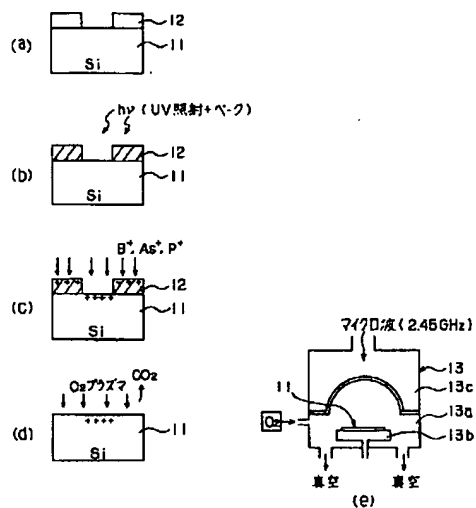 (a)
12
11
Si
hν (UV照射+ベーク)
(b)
12
11
Si
B⁺, As⁺, P⁺
(c)
12
11
Si
O₂プラズマ
CO₂
(d)
11
Si
マイクロ波 (2.45GHz)
13
13c
13a
13b
11
O₂
真空
真空
(e)